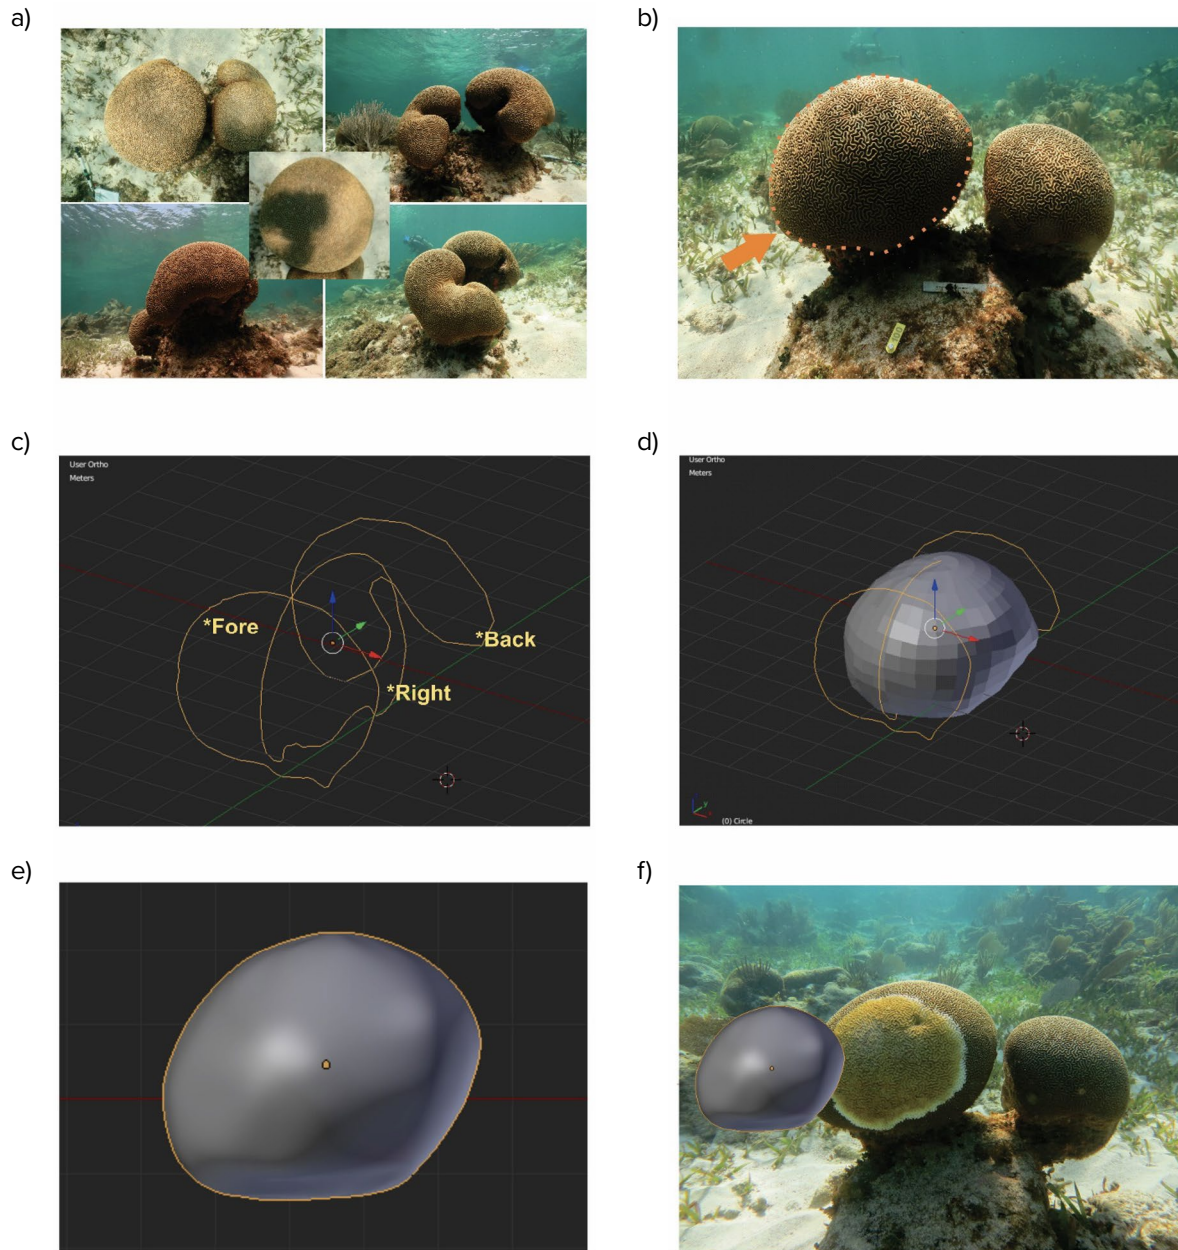 a)
b)
c)
User Ortho
Meters
*Fore
*Back
*Right
d)
User Ortho
Meters
z
y
x
(0) Circle
e)
f)